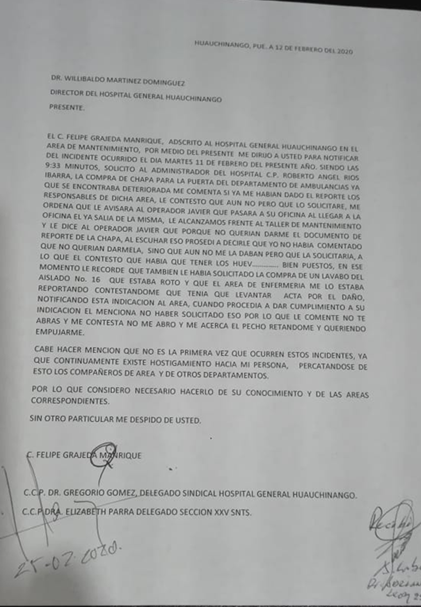 HUAUCHINANGO, PUE. A 12 DE FEBRERO DEL 2020
DR. WILLIBALDO MARTINEZ DOMINGUEZ
DIRECTOR DEL HOSPITAL GENERAL HUAUCHINANGO
PRESENTE.
EL C. FELIPE GRAJEDA MANRIQUE, ADSCRITO AL HOSPITAL GENERAL HUAUCHINANGO EN EL
AREA DE MANTENIMIENTO, POR MEDIO DEL PRESENTE ME DIRIJO A USTED PARA NOTIFICAR
DEL INCIDENTE OCURRIDO EL DIA MARTES 11 DE FEBRERO DEL PRESENTE AÑO. SIENDO LAS
9:33 MINUTOS, SOLICITO AL ADMINISTRADOR DEL HOSPITAL C.P. ROBERTO ANGEL RIOS
IBARRA, LA COMPRA DE CHAPA PARA LA PUERTA DEL DEPARTAMENTO DE AMBULANCIAS YA
QUE SE ENCONTRABA DETERIORADA ME COMENTA SI YA ME HABIAN DADO EL REPORTE LOS
RESPONSABLES DE DICHA AREA, LE CONTESTO QUE AUN NO PERO QUE LO SOLICITARE, ME
ORDENA QUE LE AVISARA AL OPERADOR JAVIER QUE PASARA A SU OFICINA AL LLEGAR A LA
OFICINA EL YA SALIA DE LA MISMA, LE ALCANZAMOS FRENTE AL TALLER DE MANTENIMIENTO
Y LE DICE AL OPERADOR JAVIER QUE PORQUE NO QUERIAN DARME EL DOCUMENTO DE
REPORTE DE LA CHAPA, AL ESCUHAR ESO PROSEDI A DECIRLE QUE YO NO HABIA COMENTADO
QUE NO QUERIAN DARMELA, SINO QUE AUN NO ME LA DABAN PERO QUE LA SOLICITARIA, A
LO QUE EL CONTESTO QUE HABIA QUE TENER LOS HUEV.............. BIEN PUESTOS, EN ESE
MOMENTO LE RECORDE QUE TAMBIEN LE HABIA SOLICITADO LA COMPRA DE UN LAVABO DEL
AISLADO No. 16 QUE ESTABA ROTO Y QUE EL AREA DE ENFERMERIA ME LO ESTABA
REPORTANDO CONTESTANDOME QUE TENIA QUE LEVANTAR ACTA POR EL DAÑO,
NOTIFICANDO ESTA INDICACION AL AREA, CUANDO PROCEDIA A DAR CUMPLIMIENTO A SU
INDICACION EL MENCIONA NO HABER SOLICITADO ESO POR LO QUE LE COMENTE NO TE
ABRAS Y ME CONTESTA NO ME ABRO Y ME ACERCA EL PECHO RETANDOME Y QUERIENDO
EMPUJARME.
CABE HACER MENCION QUE NO ES LA PRIMERA VEZ QUE OCURREN ESTOS INCIDENTES, YA
QUE CONTINUAMENTE EXISTE HOSTIGAMIENTO HACIA MI PERSONA, PERCATANDOSE DE
ESTO LOS COMPAÑEROS DE AREA Y DE OTROS DEPARTAMENTOS.
POR LO QUE CONSIDERO NECESARIO HACERLO DE SU CONOCIMIENTO Y DE LAS AREAS
CORRESPONDIENTES.
SIN OTRO PARTICULAR ME DESPIDO DE USTED.
C. FELIPE GRAJEDA MANRIQUE
C.C.P. DR. GREGORIO GOMEZ, DELEGADO SINDICAL HOSPITAL GENERAL HUAUCHINANGO.
C.C.P. DRA. ELIZABETH PARRA DELEGADO SECCION XXV SNTS.
25-02-2020.